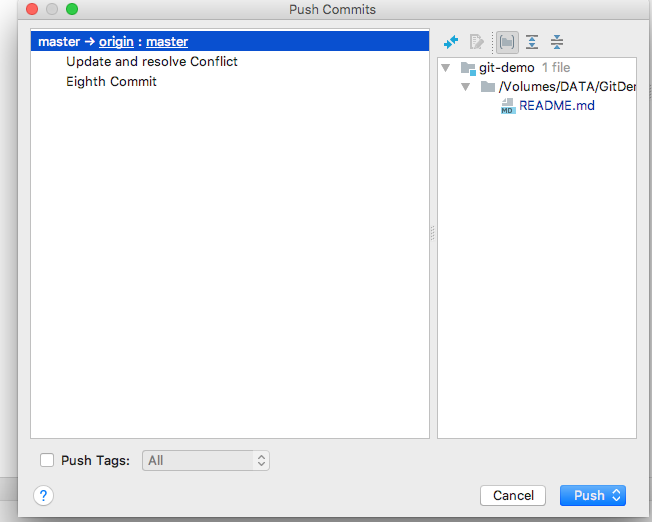 Push Commits
master → origin : master
Update and resolve Conflict
Eighth Commit
git-demo 1 file
/Volumes/DATA/GitDer
MD README.md
Push Tags: All
? Cancel Push